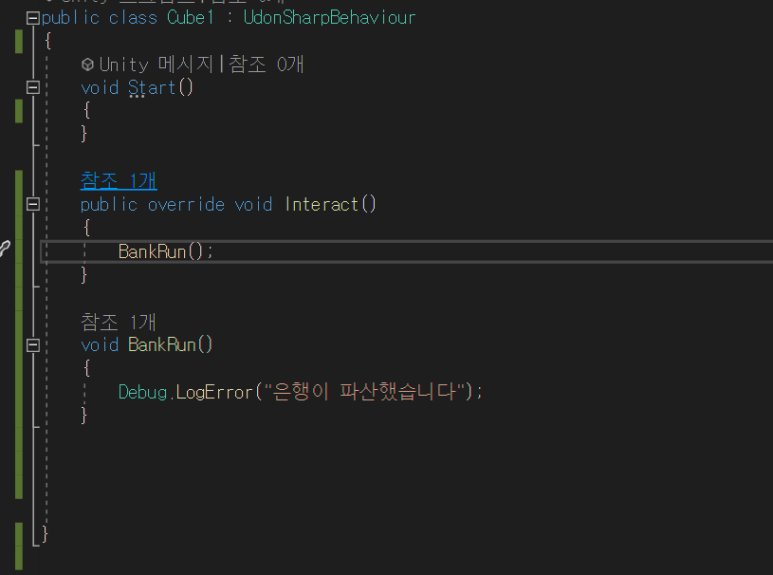 public class Cube1 : UdonSharpBehaviour
{
Unity 메시지|참조 0개
void Start()
{
}
참조 1개
public override void Interact()
{
BankRun();
}
참조 1개
void BankRun()
{
Debug.LogError("은행이 파산했습니다");
}
}